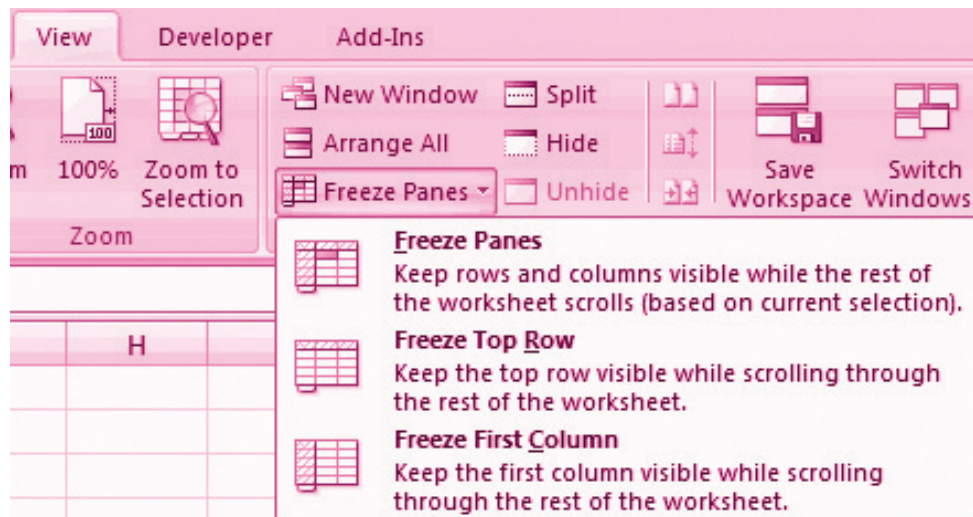 View Developer Add-Ins
New Window Split
100
Arrange All Hide
m 100% Zoom to Selection Save Workspace Switch Windows
Freeze Panes Unhide
Zoom
Freeze Panes
Keep rows and columns visible while the rest of
the worksheet scrolls (based on current selection).
Freeze Top Row
Keep the top row visible while scrolling through
the rest of the worksheet.
H
Freeze First Column
Keep the first column visible while scrolling
through the rest of the worksheet.